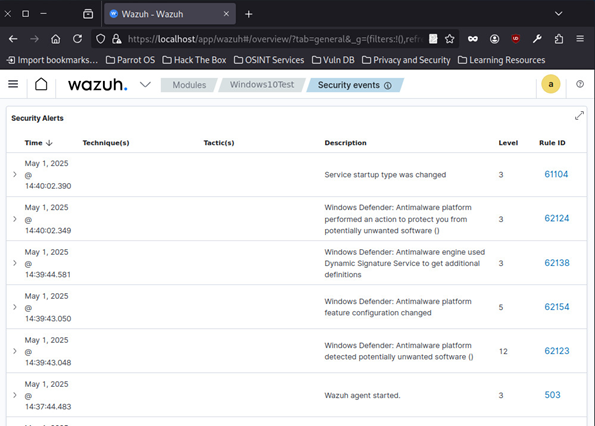 Wazuh - Wazuh
https://localhost/app/wazuh#/overview/?tab=general&_g=(filters:!(),refr
Import bookmarks... Parrot OS Hack The Box OSINT Services Vuln DB Privacy and Security Learning Resources
wazuh. Modules Windows10Test Security events a
Security Alerts
Time Technique(s) Tactic(s) Description Level Rule ID
May 1, 2025
@
14:40:02.390
Service startup type was changed 3 61104
May 1, 2025
@
14:40:02.349
Windows Defender: Antimalware platform
performed an action to protect you from
potentially unwanted software ()
3 62124
May 1, 2025
@
14:39:44.581
Windows Defender: Antimalware engine used
Dynamic Signature Service to get additional
definitions
3 62138
May 1, 2025
@
14:39:43.050
Windows Defender: Antimalware platform
feature configuration changed
5 62154
May 1, 2025
@
14:39:43.048
Windows Defender: Antimalware platform
detected potentially unwanted software ()
12 62123
May 1, 2025
@
14:37:44.483
Wazuh agent started. 3 503